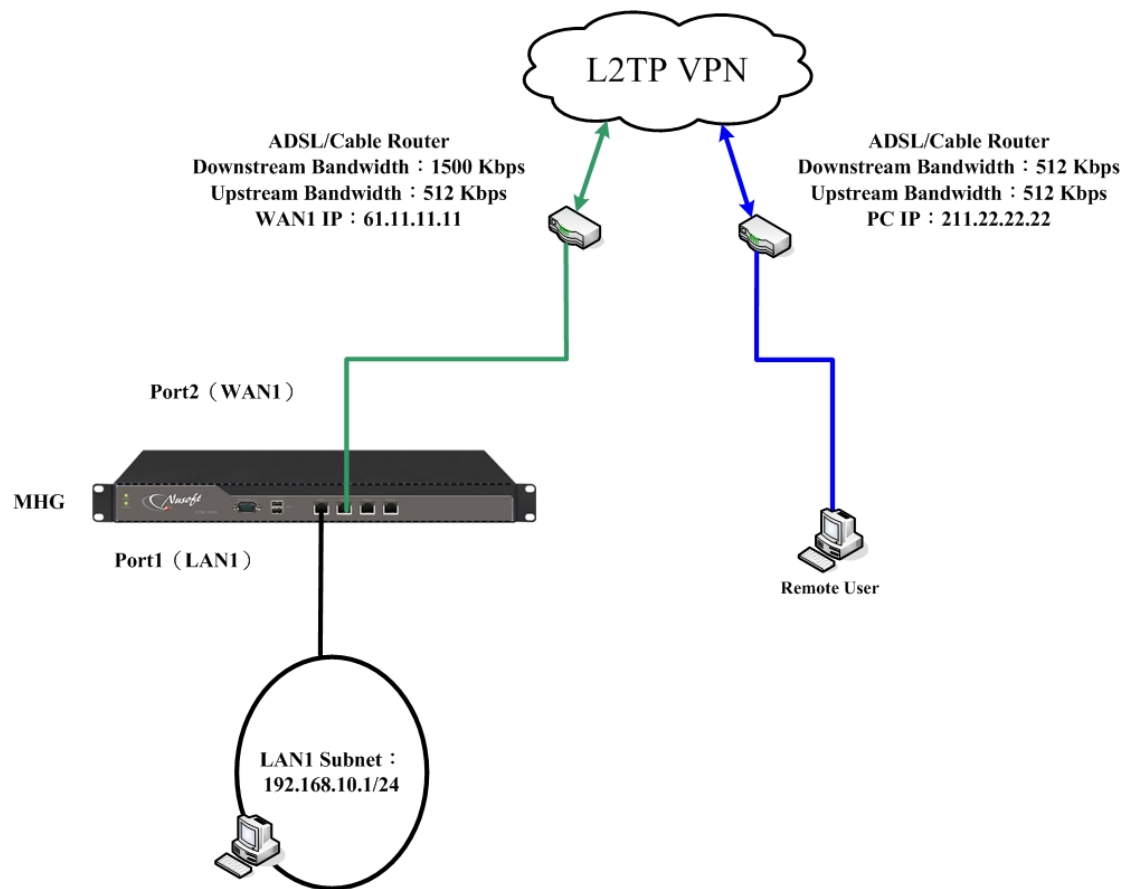 L2TP VPN
ADSL/Cable Router
Downstream Bandwidth：1500 Kbps
Upstream Bandwidth：512 Kbps
WAN1 IP：61.11.11.11
ADSL/Cable Router
Downstream Bandwidth：512 Kbps
Upstream Bandwidth：512 Kbps
PC IP：211.22.22.22
Port2（WAN1）
MHG
Nusoft
Port1（LAN1）
Remote User
LAN1 Subnet：
192.168.10.1/24